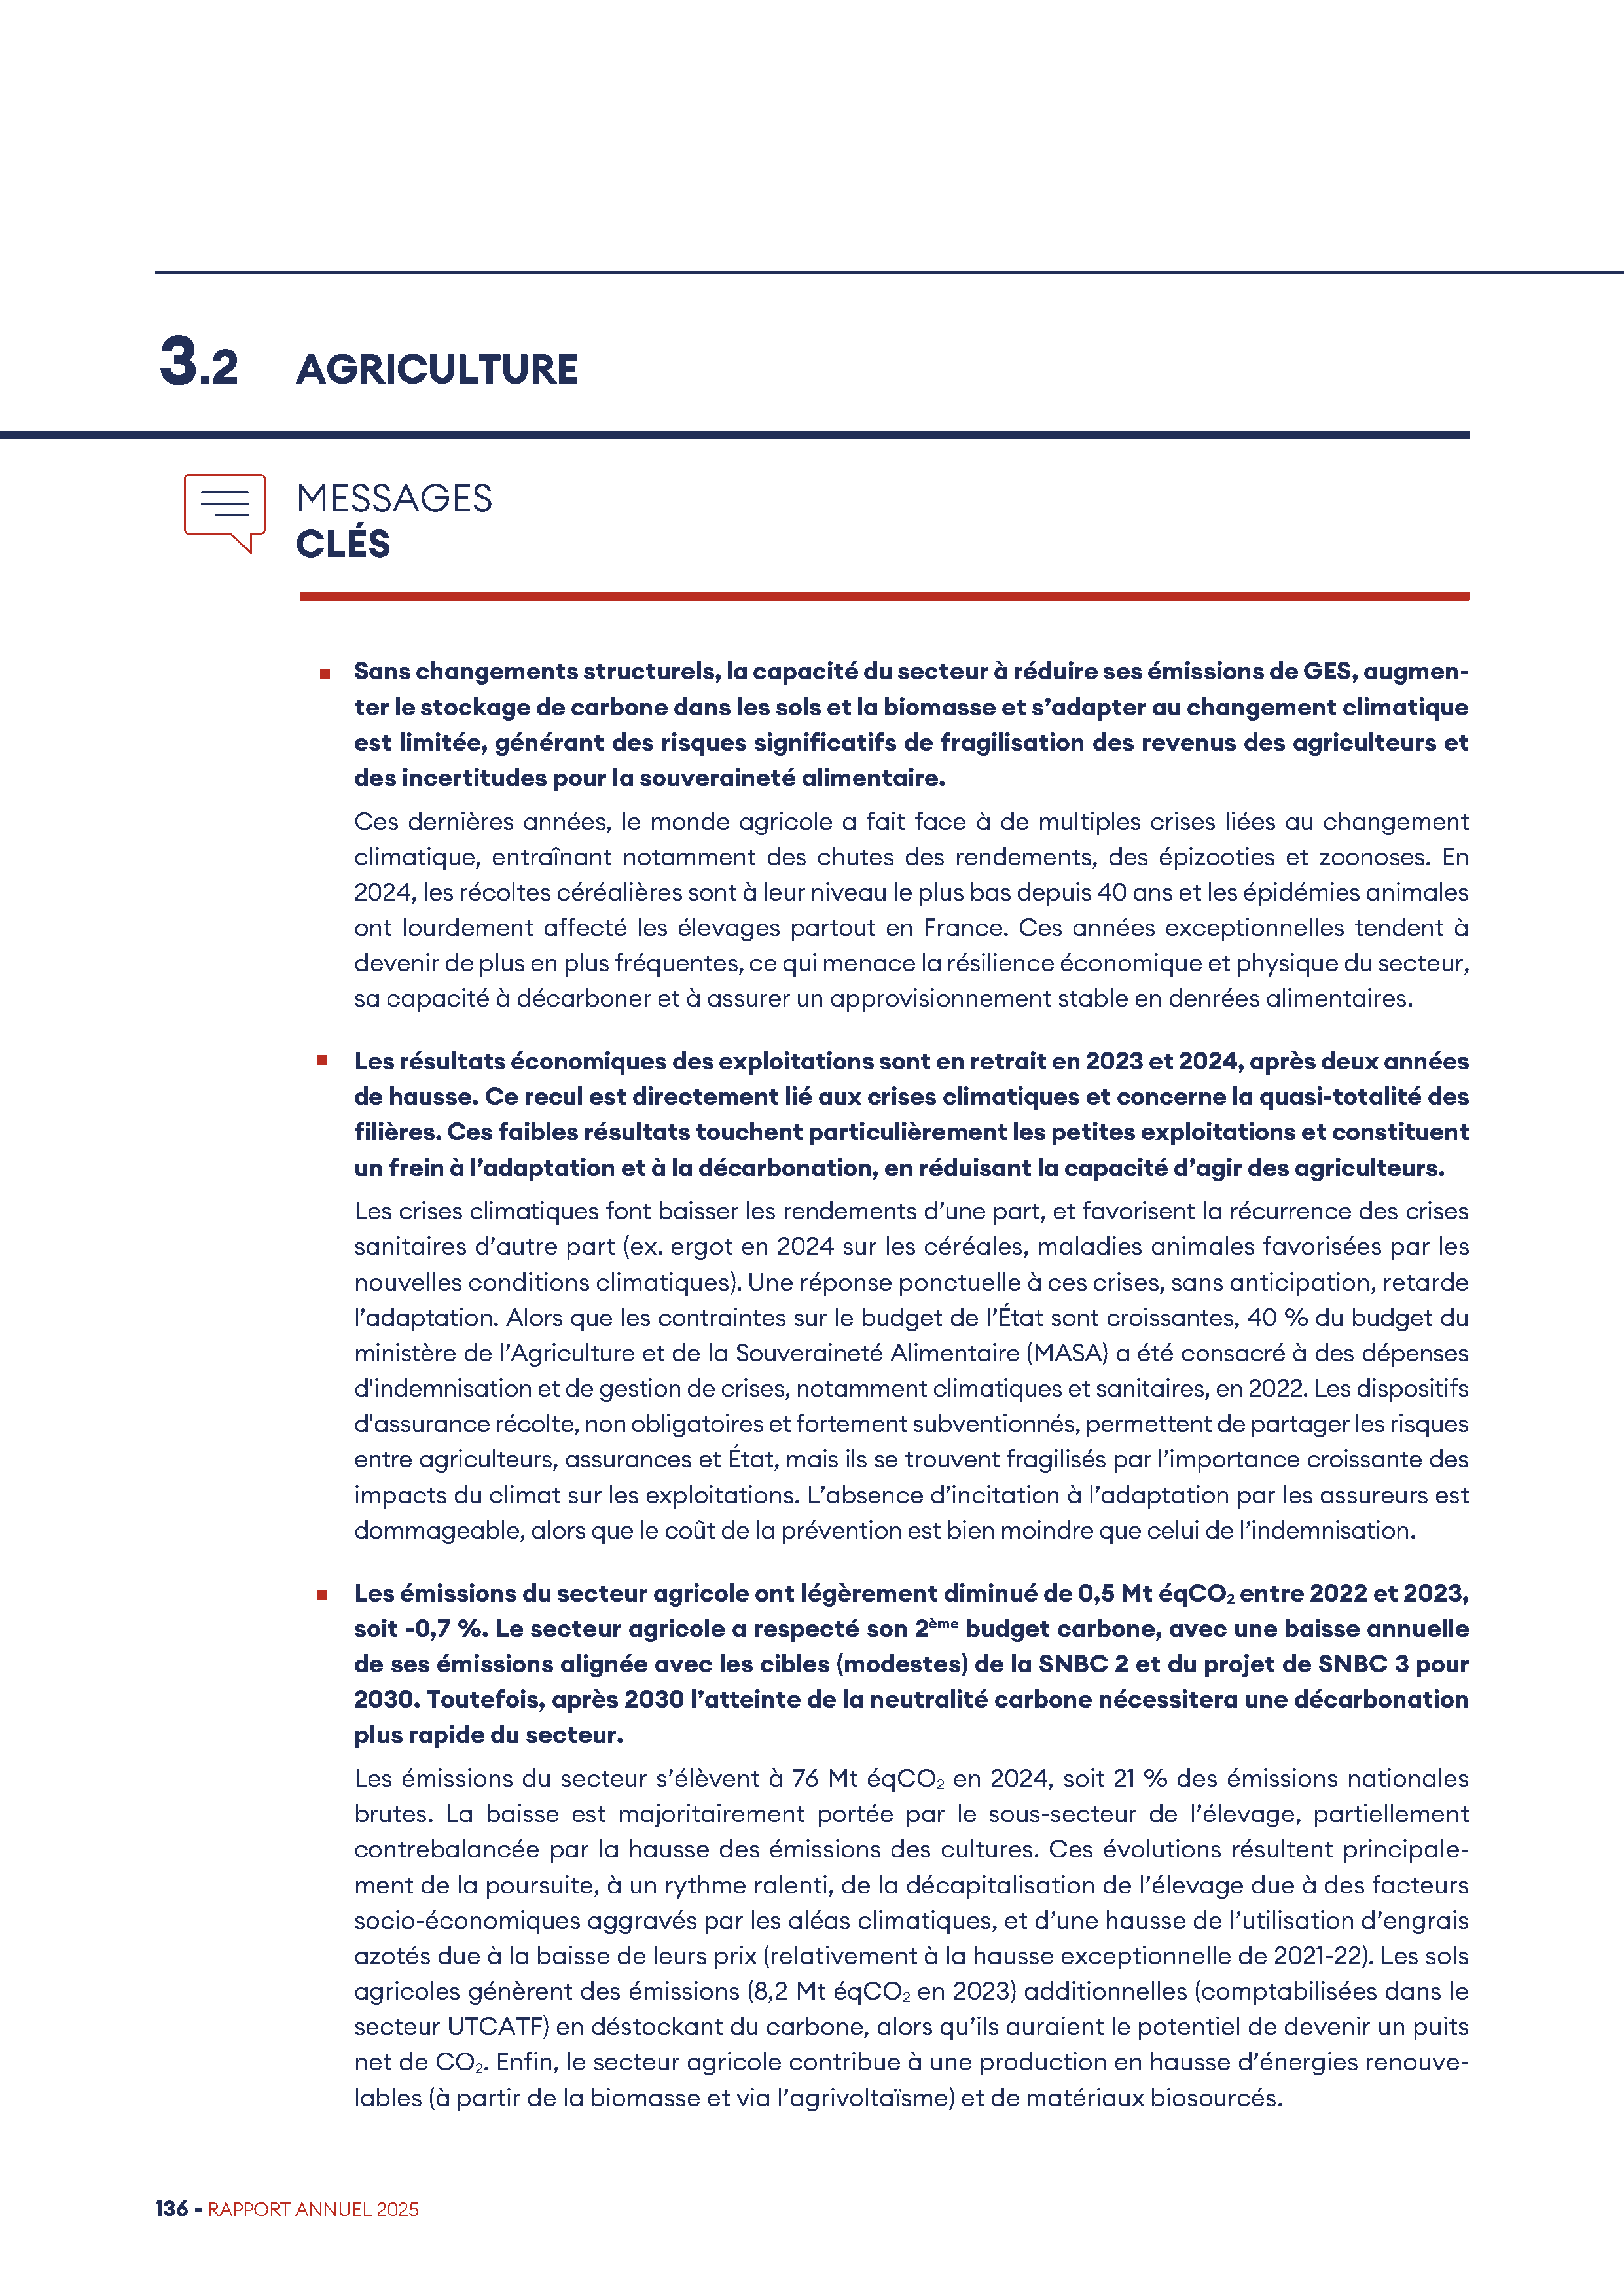 3.2 AGRICULTURE
MESSAGES
CLÉS
Sans changements structurels, la capacité du secteur à réduire ses émissions de GES, augmen-
ter le stockage de carbone dans les sols et la biomasse et s’adapter au changement climatique
est limitée, générant des risques significatifs de fragilisation des revenus des agriculteurs et
des incertitudes pour la souveraineté alimentaire.
Ces dernières années, le monde agricole a fait face à de multiples crises liées au changement
climatique, entraînant notamment des chutes des rendements, des épizooties et zoonoses. En
2024, les récoltes céréalières sont à leur niveau le plus bas depuis 40 ans et les épidémies animales
ont lourdement affecté les élevages partout en France. Ces années exceptionnelles tendent à
devenir de plus en plus fréquentes, ce qui menace la résilience économique et physique du secteur,
sa capacité à décarboner et à assurer un approvisionnement stable en denrées alimentaires.
Les résultats économiques des exploitations sont en retrait en 2023 et 2024, après deux années
de hausse. Ce recul est directement lié aux crises climatiques et concerne la quasi-totalité des
filières. Ces faibles résultats touchent particulièrement les petites exploitations et constituent
un frein à l’adaptation et à la décarbonation, en réduisant la capacité d’agir des agriculteurs.
Les crises climatiques font baisser les rendements d’une part, et favorisent la récurrence des crises
sanitaires d’autre part (ex. ergot en 2024 sur les céréales, maladies animales favorisées par les
nouvelles conditions climatiques). Une réponse ponctuelle à ces crises, sans anticipation, retarde
l’adaptation. Alors que les contraintes sur le budget de l’État sont croissantes, 40 % du budget du
ministère de l’Agriculture et de la Souveraineté Alimentaire (MASA) a été consacré à des dépenses
d'indemnisation et de gestion de crises, notamment climatiques et sanitaires, en 2022. Les dispositifs
d'assurance récolte, non obligatoires et fortement subventionnés, permettent de partager les risques
entre agriculteurs, assurances et État, mais ils se trouvent fragilisés par l’importance croissante des
impacts du climat sur les exploitations. L’absence d’incitation à l’adaptation par les assureurs est
dommageable, alors que le coût de la prévention est bien moindre que celui de l’indemnisation.
Les émissions du secteur agricole ont légèrement diminué de 0,5 Mt éqCO₂ entre 2022 et 2023,
soit -0,7 %. Le secteur agricole a respecté son 2ème budget carbone, avec une baisse annuelle
de ses émissions alignée avec les cibles (modestes) de la SNBC 2 et du projet de SNBC 3 pour
2030. Toutefois, après 2030 l’atteinte de la neutralité carbone nécessitera une décarbonation
plus rapide du secteur.
Les émissions du secteur s’élèvent à 76 Mt éqCO₂ en 2024, soit 21 % des émissions nationales
brutes. La baisse est majoritairement portée par le sous-secteur de l’élevage, partiellement
contrebalancée par la hausse des émissions des cultures. Ces évolutions résultent principale-
ment de la poursuite, à un rythme ralenti, de la décapitalisation de l’élevage due à des facteurs
socio-économiques aggravés par les aléas climatiques, et d’une hausse de l’utilisation d’engrais
azotés due à la baisse de leurs prix (relativement à la hausse exceptionnelle de 2021-22). Les sols
agricoles génèrent des émissions (8,2 Mt éqCO₂ en 2023) additionnelles (comptabilisées dans le
secteur UTCATF) en déstockant du carbone, alors qu’ils auraient le potentiel de devenir un puits
net de CO₂. Enfin, le secteur agricole contribue à une production en hausse d’énergies renouve-
lables (à partir de la biomasse et via l’agrivoltaïsme) et de matériaux biosourcés.
136 - RAPPORT ANNUEL 2025